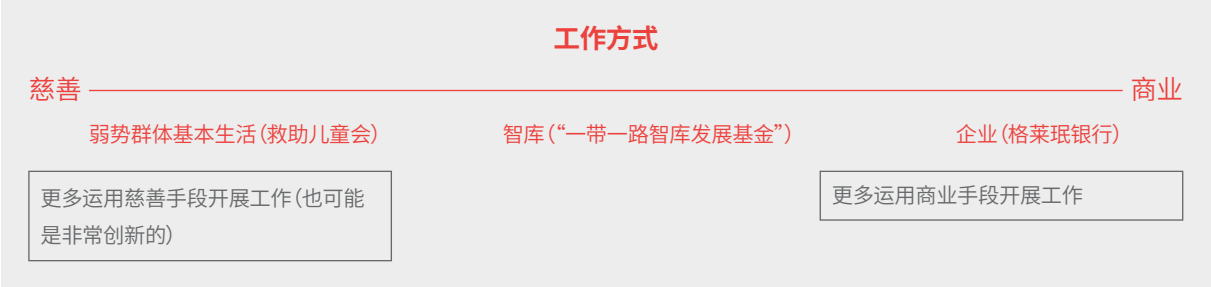 工作方式
慈善 商业
弱势群体基本生活（救助儿童会） 智库（“一带一路智库发展基金”） 企业（格莱珉银行）
更多运用慈善手段开展工作（也可能
是非常创新的）
更多运用商业手段开展工作